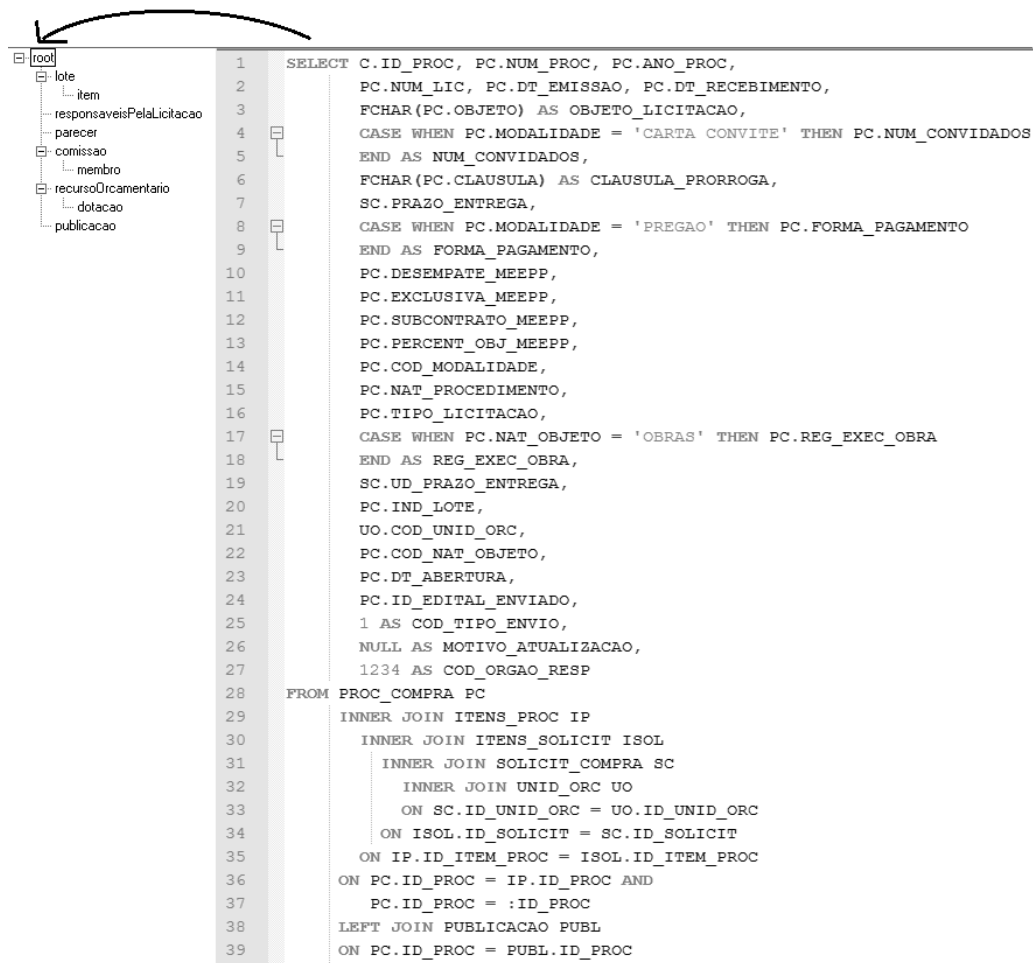 root
lote
item
responsaveisPelaLicitacao
parecer
comissao
membro
recursoOrcamentario
dotacao
publicacao
1 SELECT C.ID_PROC, PC.NUM_PROC, PC.ANO_PROC,
2 PC.NUM_LIC, PC.DT_EMISSAO, PC.DT_RECEBIMENTO,
3 FCHAR(PC.OBJETO) AS OBJETO_LICITACAO,
4 CASE WHEN PC.MODALIDADE = 'CARTA CONVITE' THEN PC.NUM_CONVIDADOS
5 END AS NUM_CONVIDADOS,
6 FCHAR(PC.CLAUSULA) AS CLAUSULA_PRORROGA,
7 SC.PRAZO_ENTREGA,
8 CASE WHEN PC.MODALIDADE = 'PREGAO' THEN PC.FORMA_PAGAMENTO
9 END AS FORMA_PAGAMENTO,
10 PC.DESEMPATE_MEEPP,
11 PC.EXCLUSIVA_MEEPP,
12 PC.SUBCONTRATO_MEEPP,
13 PC.PERCENT_OBJ_MEEPP,
14 PC.COD_MODALIDADE,
15 PC.NAT_PROCEDIMENTO,
16 PC.TIPO_LICITACAO,
17 CASE WHEN PC.NAT_OBJETO = 'OBRAS' THEN PC.REG_EXEC_OBRA
18 END AS REG_EXEC_OBRA,
19 SC.UD_PRAZO_ENTREGA,
20 PC.IND_LOTE,
21 UO.COD_UNID_ORC,
22 PC.COD_NAT_OBJETO,
23 PC.DT_ABERTURA,
24 PC.ID_EDITAL_ENVIADO,
25 1 AS COD_TIPO_ENVIO,
26 NULL AS MOTIVO_ATUALIZACAO,
27 1234 AS COD_ORGAO_RESP
28 FROM PROC_COMPRA PC
29 INNER JOIN ITENS_PROC IP
30 INNER JOIN ITENS_SOLICIT ISOL
31 INNER JOIN SOLICIT_COMPRA SC
32 INNER JOIN UNID_ORC UO
33 ON SC.ID_UNID_ORC = UO.ID_UNID_ORC
34 ON ISOL.ID_SOLICIT = SC.ID_SOLICIT
35 ON IP.ID_ITEM_PROC = ISOL.ID_ITEM_PROC
36 ON PC.ID_PROC = IP.ID_PROC AND
37 PC.ID_PROC = :ID_PROC
38 LEFT JOIN PUBLICACAO PUBL
39 ON PC.ID_PROC = PUBL.ID_PROC